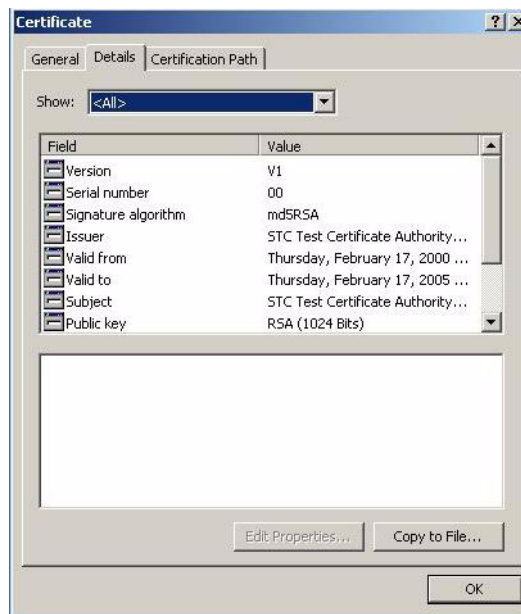 Certificate
General Details Certification Path
Show: <All>
Field Value
Version V1
Serial number 00
Signature algorithm md5RSA
Issuer STC Test Certificate Authority...
Valid from Thursday, February 17, 2000 ...
Valid to Thursday, February 17, 2005 ...
Subject STC Test Certificate Authority...
Public key RSA (1024 Bits)
Edit Properties... Copy to File...
OK